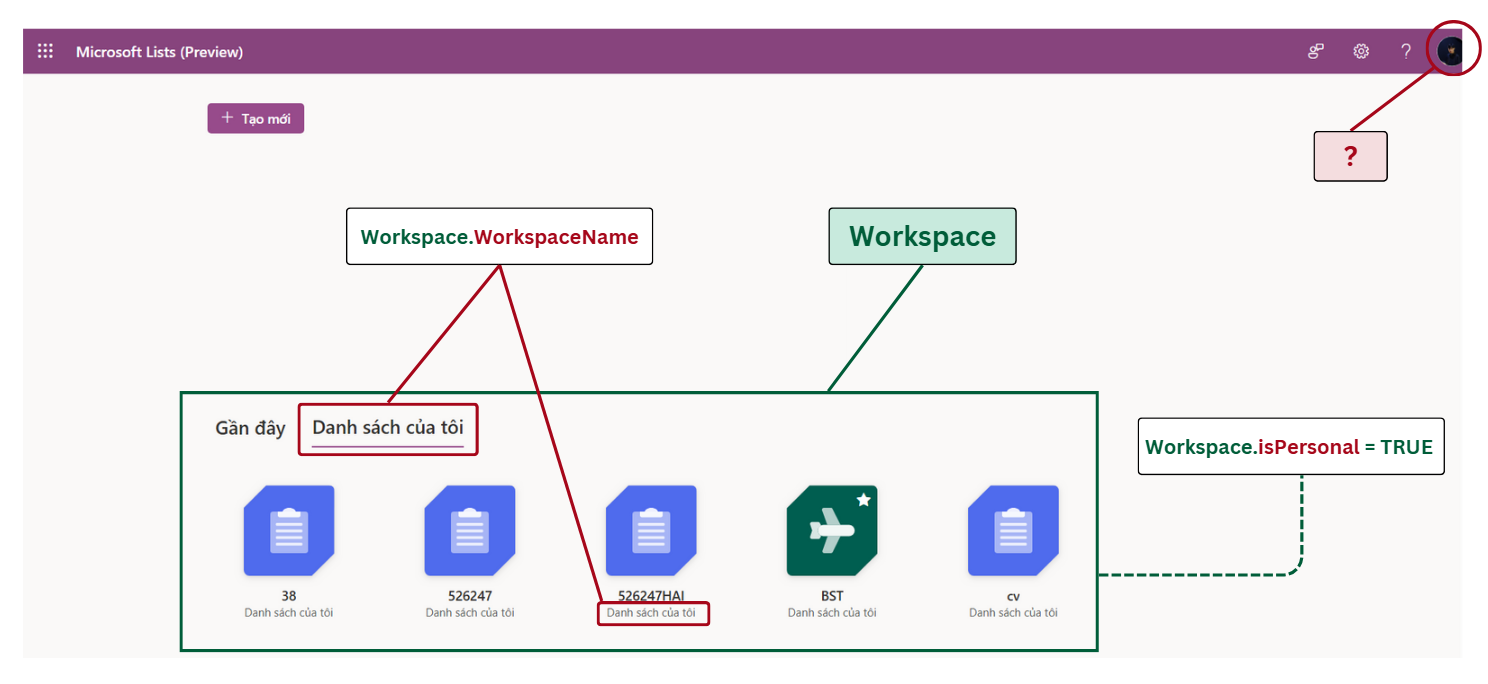 Microsoft Lists (Preview)
?
+ Tạo mới
?
Workspace.WorkspaceName
Workspace
Gần đây
Danh sách của tôi
Workspace.isPersonal = TRUE
38
Danh sách của tôi
526247
Danh sách của tôi
526247HAI
Danh sách của tôi
BST
Danh sách của tôi
cv
Danh sách của tôi